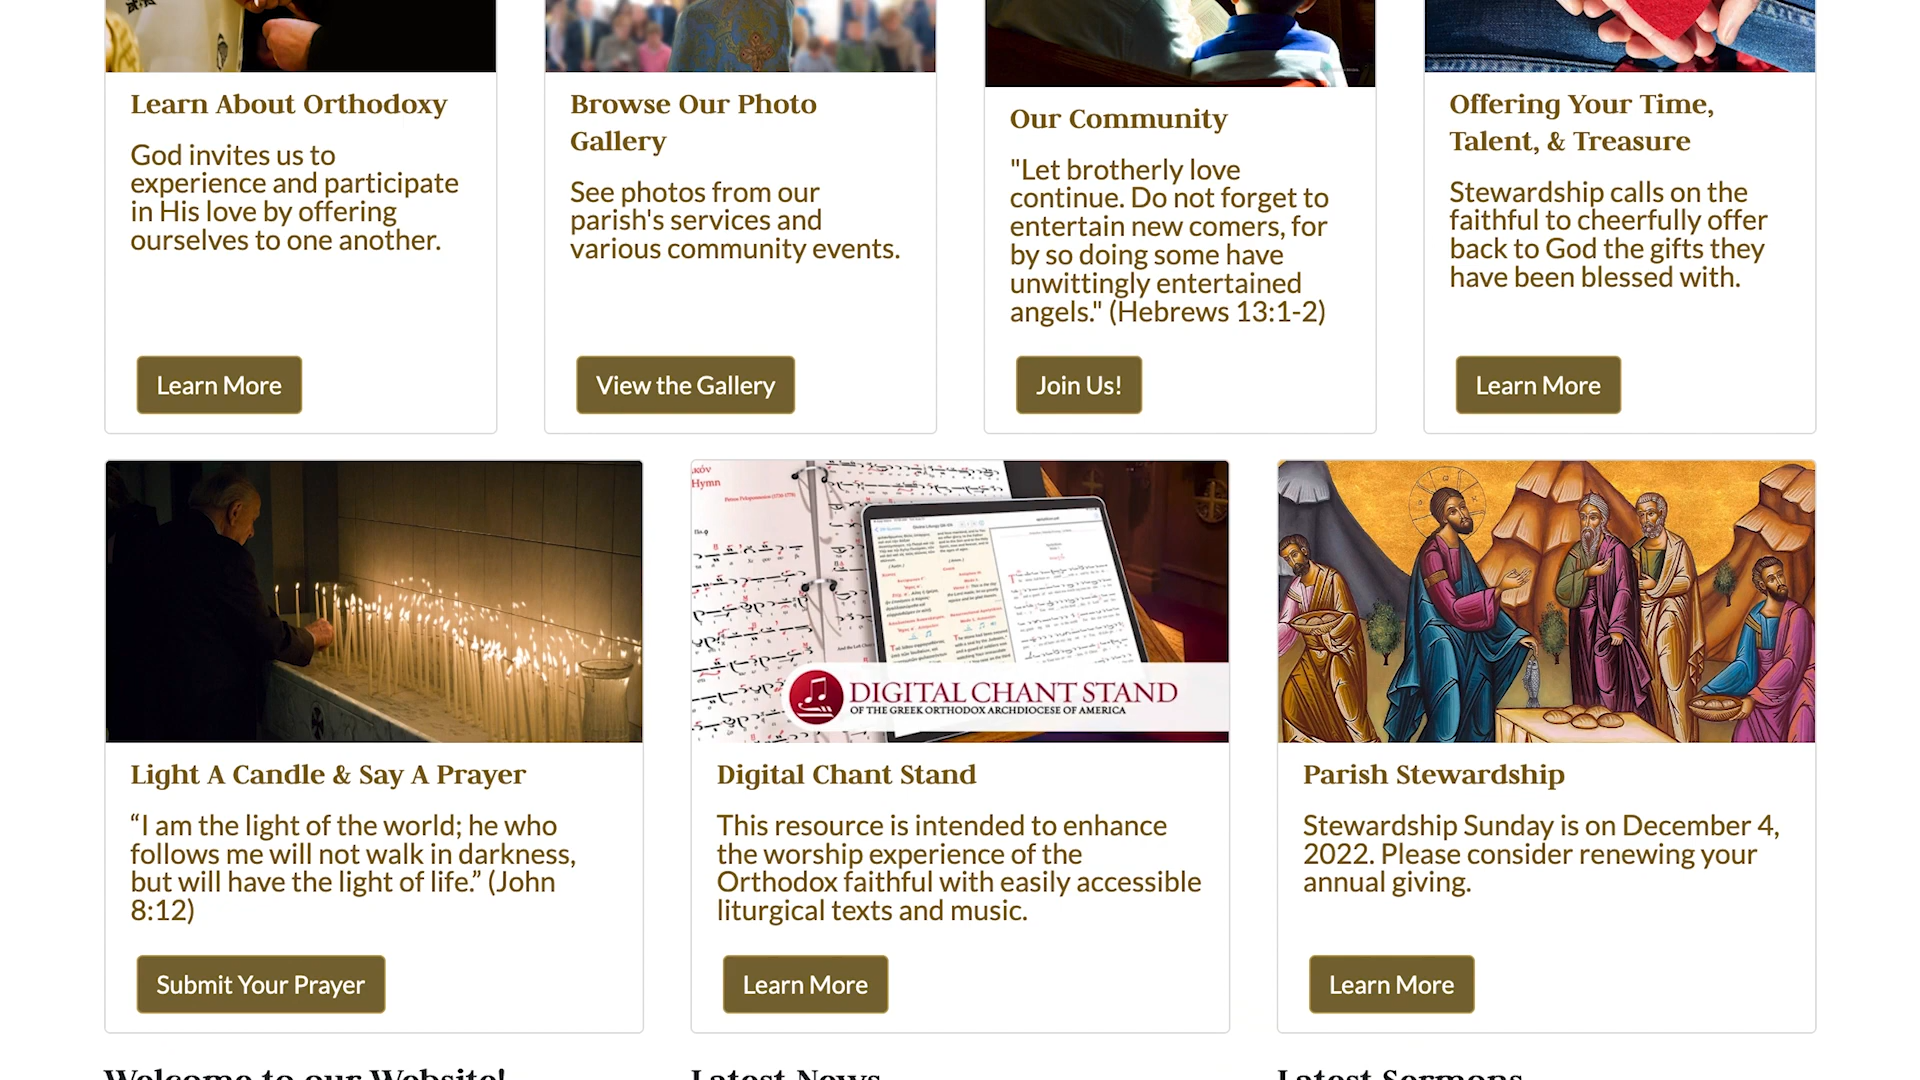 Learn About Orthodoxy
God invites us to
experience and participate
in His love by offering
ourselves to one another.
Learn More
Browse Our Photo
Gallery
See photos from our
parish's services and
various community events.
View the Gallery
Our Community
"Let brotherly love
continue. Do not forget to
entertain new comers, for
by so doing some have
unwittingly entertained
angels." (Hebrews 13:1-2)
Join Us!
Offering Your Time,
Talent, & Treasure
Stewardship calls on the
faithful to cheerfully offer
back to God the gifts they
have been blessed with.
Learn More
Light A Candle & Say A Prayer
“I am the light of the world; he who
follows me will not walk in darkness,
but will have the light of life.” (John
8:12)
Submit Your Prayer
Hymn
DIGITAL CHANT STAND
OF THE GREEK ORTHODOX ARCHDIOCESE OF AMERICA
Digital Chant Stand
This resource is intended to enhance
the worship experience of the
Orthodox faithful with easily accessible
liturgical texts and music.
Learn More
Parish Stewardship
Stewardship Sunday is on December 4,
2022. Please consider renewing your
annual giving.
Learn More
Welcome to our Website!
Latest News
Latest Sermons